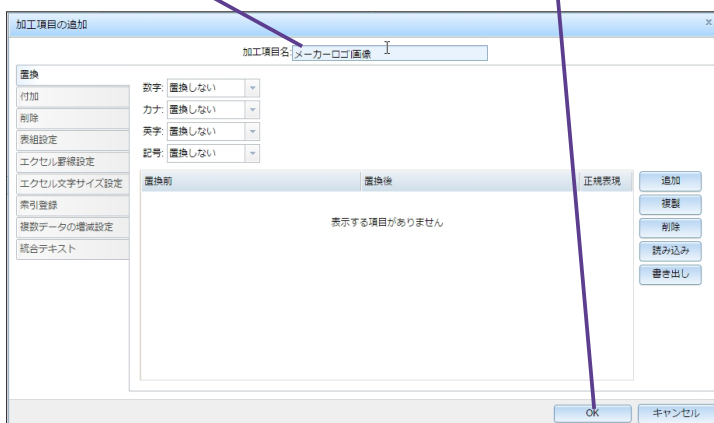 加工項目の追加
x
加工項目名: メーカーロゴ画像
置換
付加
削除
表組設定
エクセル罫線設定
エクセル文字サイズ設定
索引登録
複数データの増減設定
統合テキスト
数字: 置換しない
カナ: 置換しない
英字: 置換しない
記号: 置換しない
置換前 置換後 正規表現
表示する項目がありません
追加
複製
削除
読み込み
書き出し
OK キャンセル